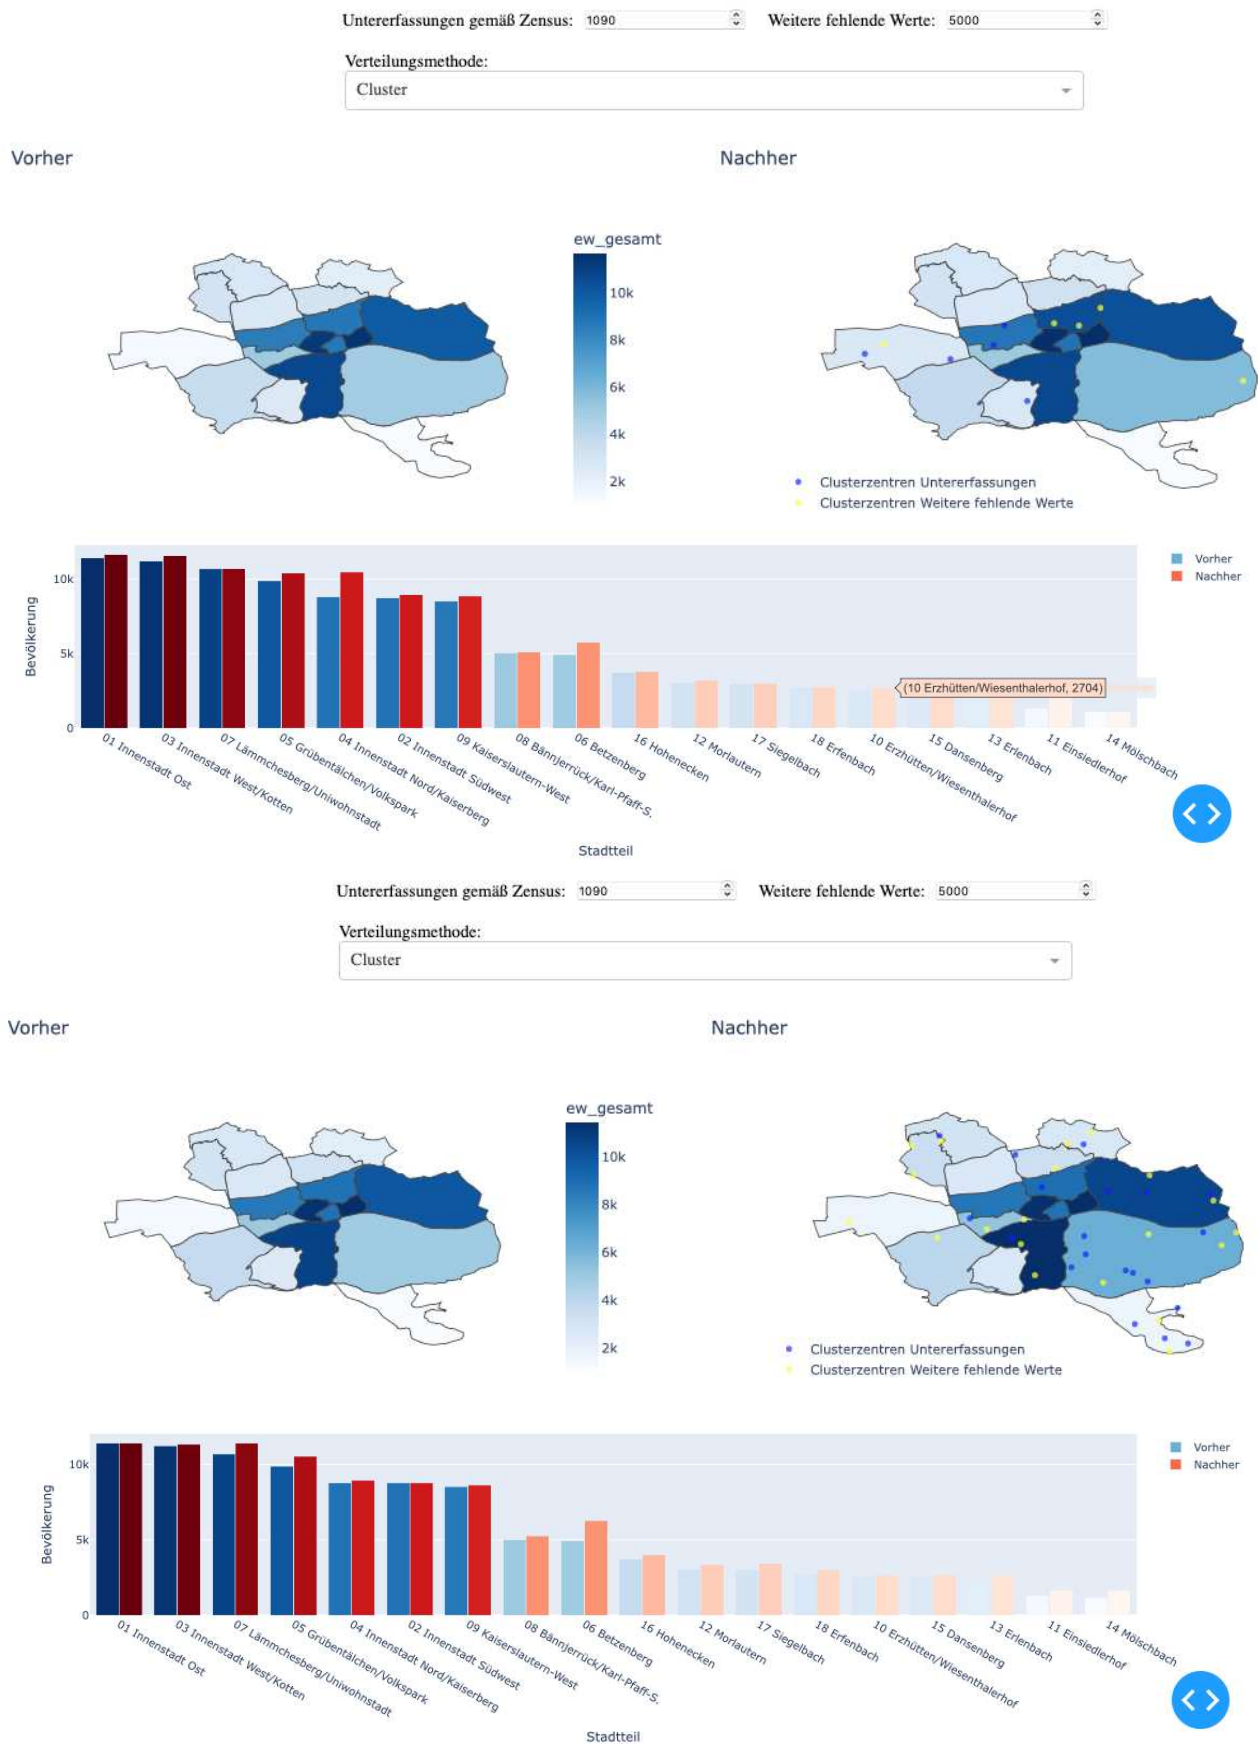 Untererfassungen gemäß Zensus: 1090 Weitere fehlende Werte: 5000
Verteilungsmethode:
Cluster
Vorher
Nachher
ew_gesamt
10k
8k
6k
4k
2k
Clusterzentren Untererfassungen
Clusterzentren Weitere fehlende Werte
Bevölkerung
10k
5k
0
Vorher
Nachher
(10 Erzhütten/Wiesenthalerhof, 2704)
01 Innenstadt Ost
03 Innenstadt West/Kotten
07 Lämmchesberg/Uniwohnstadt
05 Grübentälchen/Volkspark
04 Innenstadt Nord/Kaiserberg
02 Innenstadt Südwest
09 Kaiserslautern-West
08 Bännjerrück/Karl-Pfaff-S.
06 Betzenberg
16 Hohenecken
12 Morlautern
17 Siegelbach
18 Erfenbach
10 Erzhütten/Wiesenthalerhof
15 Dansenberg
13 Erlenbach
11 Einsiedlerhof
14 Mölschbach
Stadtteil
Untererfassungen gemäß Zensus: 1090 Weitere fehlende Werte: 5000
Verteilungsmethode:
Cluster
Vorher
Nachher
ew_gesamt
10k
8k
6k
4k
2k
Clusterzentren Untererfassungen
Clusterzentren Weitere fehlende Werte
Bevölkerung
10k
5k
0
Vorher
Nachher
01 Innenstadt Ost
03 Innenstadt West/Kotten
07 Lämmchesberg/Uniwohnstadt
05 Grübentälchen/Volkspark
04 Innenstadt Nord/Kaiserberg
02 Innenstadt Südwest
09 Kaiserslautern-West
08 Bännjerrück/Karl-Pfaff-S.
06 Betzenberg
16 Hohenecken
12 Morlautern
17 Siegelbach
18 Erfenbach
10 Erzhütten/Wiesenthalerhof
15 Dansenberg
13 Erlenbach
11 Einsiedlerhof
14 Mölschbach
Stadtteil